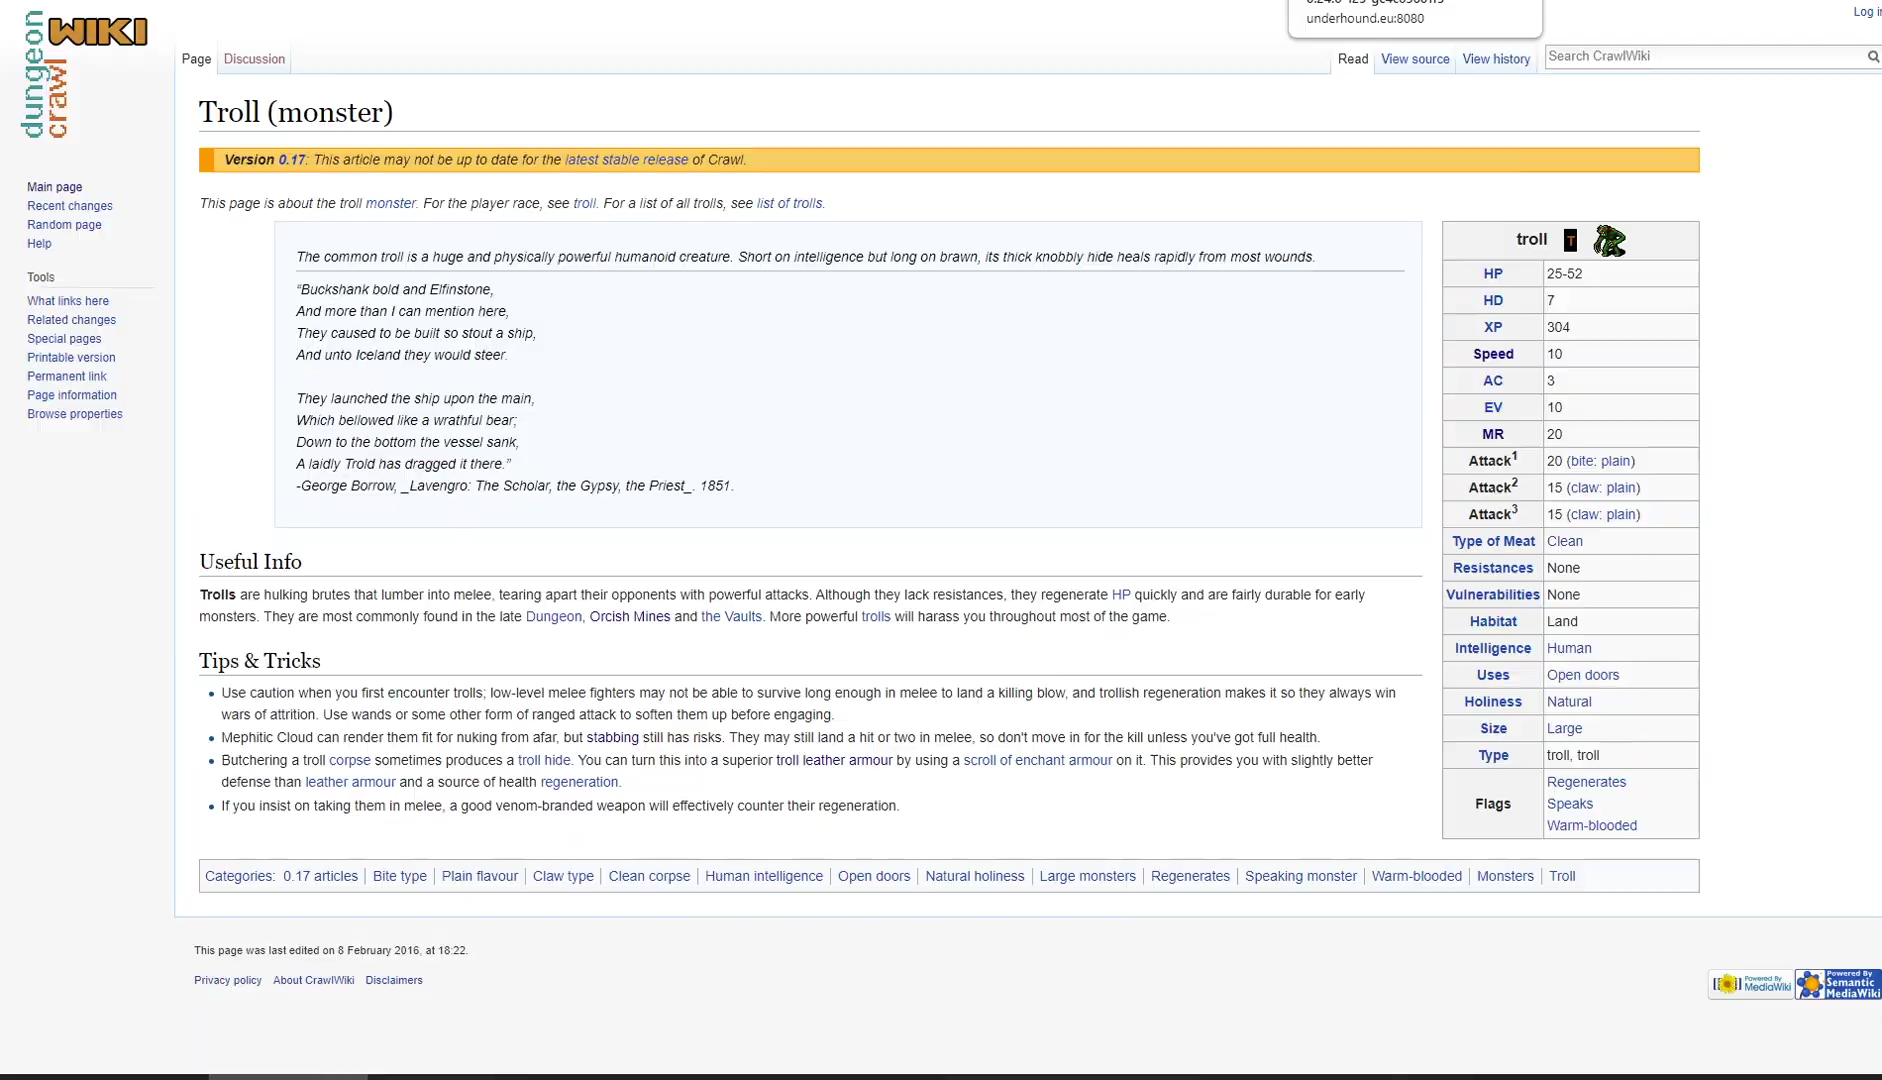 underhound.eu:8080
Log in
WIKI
dungeon
crawl
Page
Discussion
Read
View source
View history
Search CrawlWiki
Troll (monster)
Version 0.17: This article may not be up to date for the latest stable release of Crawl.
Main page
Recent changes
Random page
Help
Tools
What links here
Related changes
Special pages
Printable version
Permanent link
Page information
Browse properties
This page is about the troll monster. For the player race, see troll. For a list of all trolls, see list of trolls.
The common troll is a huge and physically powerful humanoid creature. Short on intelligence but long on brawn, its thick knobbly hide heals rapidly from most wounds.
“Buckshank bold and Elfinstone,
And more than I can mention here,
They caused to be built so stout a ship,
And unto Iceland they would steer.
They launched the ship upon the main,
Which bellowed like a wrathful bear;
Down to the bottom the vessel sank,
A laidly Trold has dragged it there.”
-George Borrow, _Lavengro: The Scholar, the Gypsy, the Priest_. 1851.
troll T
HP 25-52
HD 7
XP 304
Speed 10
AC 3
EV 10
MR 20
Attack1 20 (bite: plain)
Attack2 15 (claw: plain)
Attack3 15 (claw: plain)
Type of Meat Clean
Resistances None
Vulnerabilities None
Habitat Land
Intelligence Human
Uses Open doors
Holiness Natural
Size Large
Type troll, troll
Flags Regenerates
Speaks
Warm-blooded
Useful Info
Trolls are hulking brutes that lumber into melee, tearing apart their opponents with powerful attacks. Although they lack resistances, they regenerate HP quickly and are fairly durable for early
monsters. They are most commonly found in the late Dungeon, Orcish Mines and the Vaults. More powerful trolls will harass you throughout most of the game.
Tips & Tricks
• Use caution when you first encounter trolls; low-level melee fighters may not be able to survive long enough in melee to land a killing blow, and trollish regeneration makes it so they always win
wars of attrition. Use wands or some other form of ranged attack to soften them up before engaging.
• Mephitic Cloud can render them fit for nuking from afar, but stabbing still has risks. They may still land a hit or two in melee, so don't move in for the kill unless you've got full health.
• Butchering a troll corpse sometimes produces a troll hide. You can turn this into a superior troll leather armour by using a scroll of enchant armour on it. This provides you with slightly better
defense than leather armour and a source of health regeneration.
• If you insist on taking them in melee, a good venom-branded weapon will effectively counter their regeneration.
Categories: 0.17 articles | Bite type | Plain flavour | Claw type | Clean corpse | Human intelligence | Open doors | Natural holiness | Large monsters | Regenerates | Speaking monster | Warm-blooded | Monsters | Troll
This page was last edited on 8 February 2016, at 18:22.
Privacy policy About CrawlWiki Disclaimers
Powered By
MediaWiki
Powered By
Semantic
MediaWiki